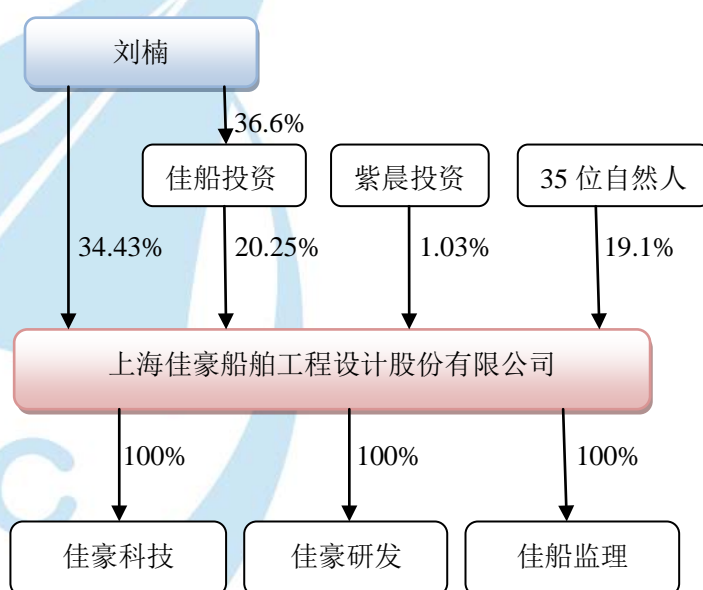 刘楠
36.6%
佳船投资
紫晨投资
35 位自然人
34.43%
20.25%
1.03%
19.1%
上海佳豪船舶工程设计股份有限公司
100%
100%
100%
佳豪科技
佳豪研发
佳船监理
C